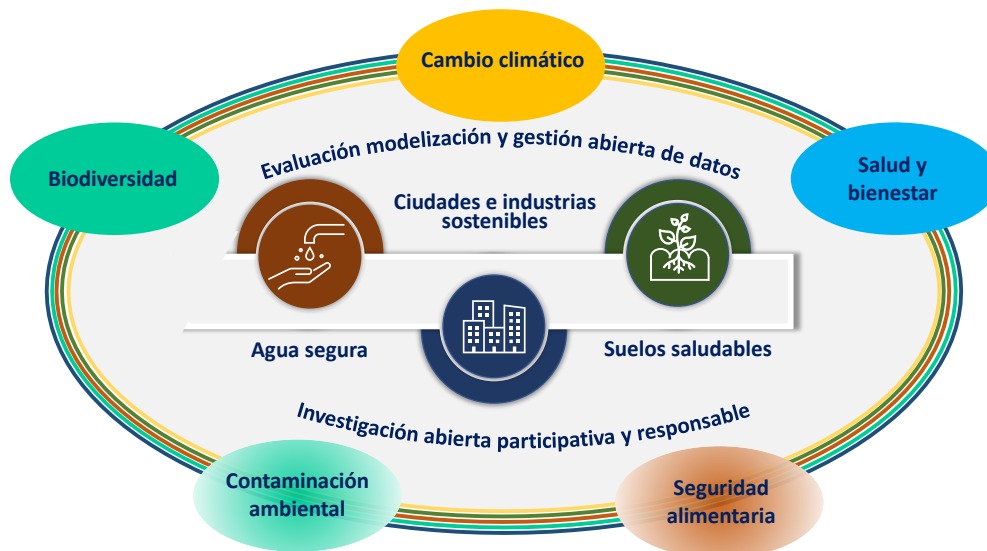 Cambio climático
Biodiversidad
Salud y
bienestar
Evaluación modelización y gestión abierta de datos
Ciudades e industrias
sostenibles
Agua segura
Suelos saludables
Investigación abierta participativa y responsable
Contaminación
ambiental
Seguridad
alimentaria